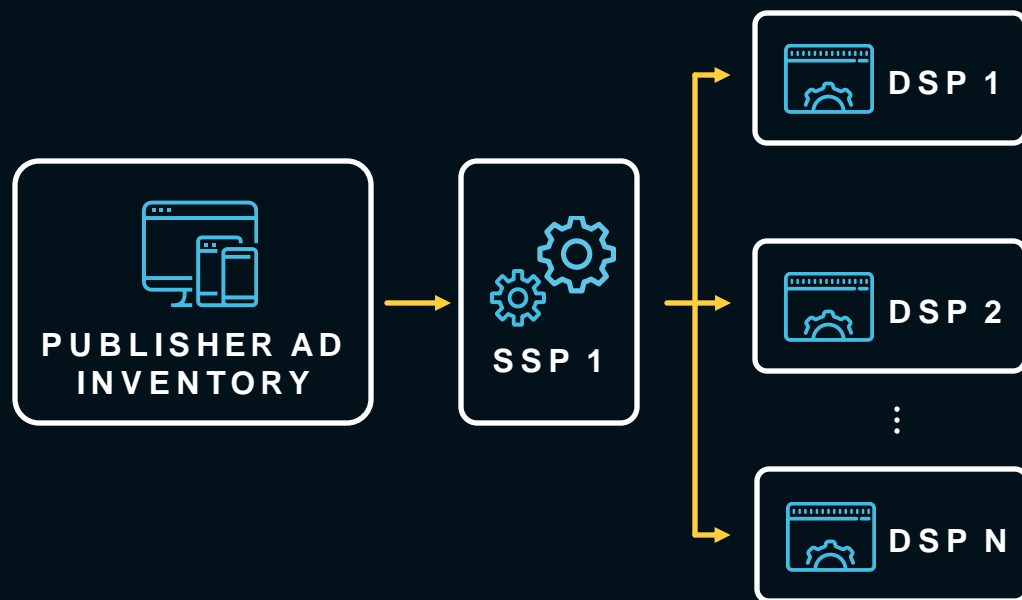 PUBLISHER AD
INVENTORY
SSP 1
DSP 1
DSP 2
DSP N